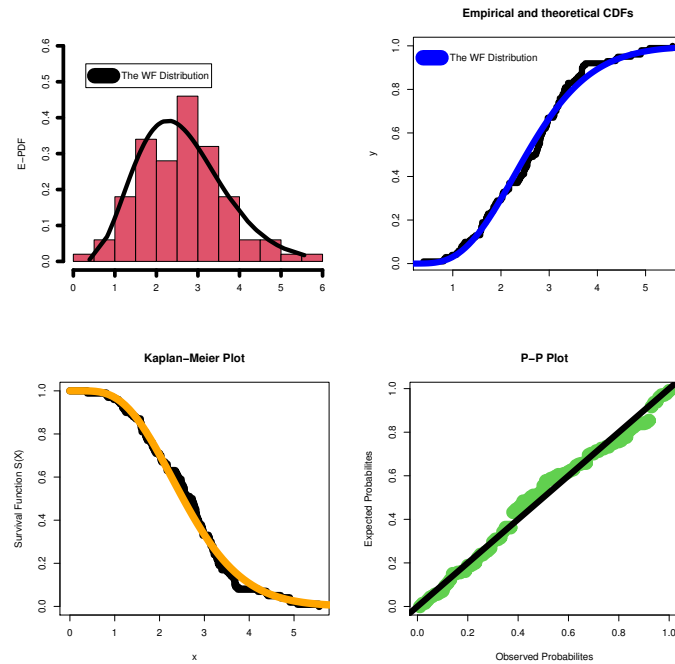 The WF Distribution
E−PDF
0.0 0.1 0.2 0.3 0.4 0.5 0.6
0 1 2 3 4 5 6
Empirical and theoretical CDFs
The WF Distribution
y
0.0 0.2 0.4 0.6 0.8 1.0
1 2 3 4 5
Kaplan−Meier Plot
Survival Function S(X)
0.0 0.2 0.4 0.6 0.8 1.0
0 1 2 3 4 5
x
P−P Plot
Expected Probabilites
0.0 0.2 0.4 0.6 0.8 1.0
0.0 0.2 0.4 0.6 0.8 1.0
Observed Probabilites